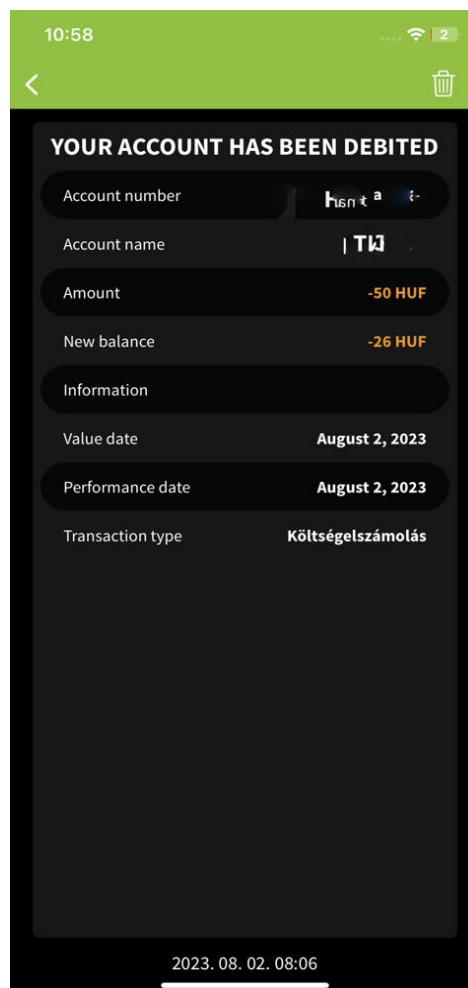 10:58
2
YOUR ACCOUNT HAS BEEN DEBITED
Account number
Account name
Amount -50 HUF
New balance -26 HUF
Information
Value date August 2, 2023
Performance date August 2, 2023
Transaction type Költségelszámolás
2023. 08. 02. 08:06